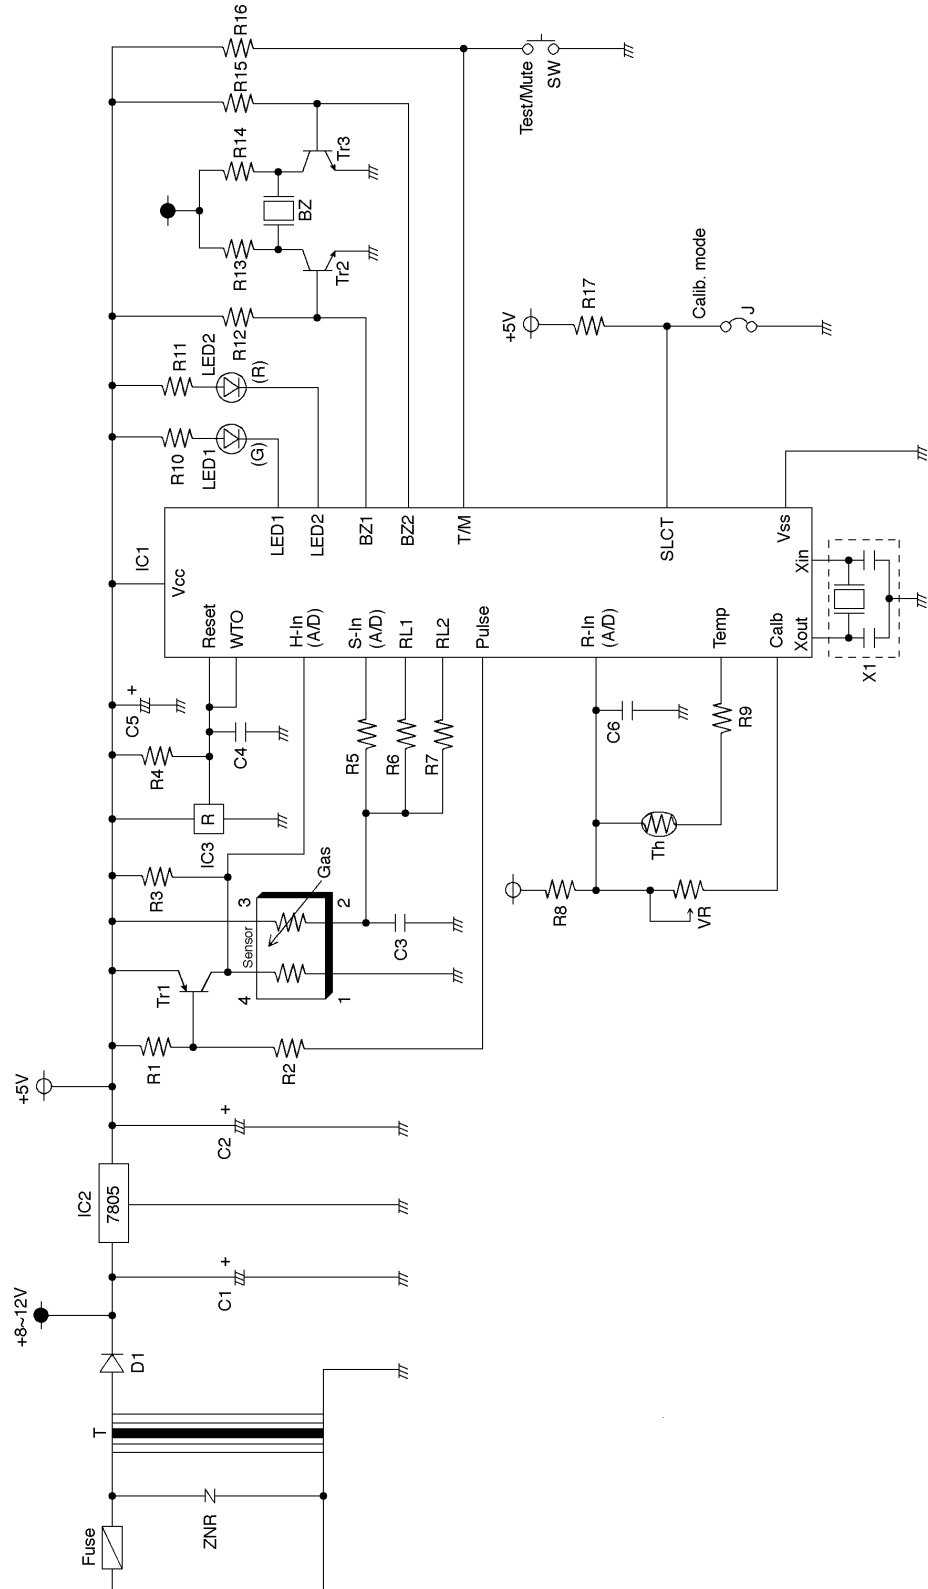 Fuse
ZNR
T
D1
+8~12V
C1
+
IC2
7805
C2
+
+5V
R1
R2
Tr1
Sensor
4
3
1
2
Gas
R3
C3
IC3
R
R4
C4
C5
+
R5
R6
R7
R8
VR
Th
R9
C6
IC1
Vcc
Reset
WTO
H-In
(A/D)
S-In
(A/D)
RL1
RL2
Pulse
R-In
(A/D)
Temp
Calb
Xout
Xin
X1
LED1
LED2
BZ1
BZ2
T/M
SLCT
Vss
R10
LED1
(G)
R11
LED2
(R)
R12
R13
Tr2
BZ
R14
Tr3
R15
R16
Test/Mute
SW
+5V
R17
Calib. mode
J